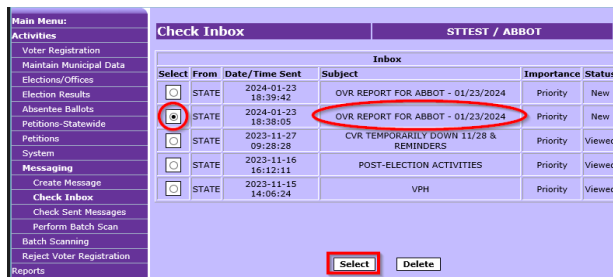 Main Menu:
Activities
Voter Registration
Maintain Municipal Data
Elections/Offices
Election Results
Absentee Ballots
Petitions-Statewide
Petitions
System
Messaging
Create Message
Check Inbox
Check Sent Messages
Perform Batch Scan
Batch Scanning
Reject Voter Registration
Reports
Check Inbox STTEST / ABBOT
Inbox
Select From Date/Time Sent Subject Importance Status
STATE 2024-01-23 18:39:42 OVR REPORT FOR ABBOT - 01/23/2024 Priority New
STATE 2024-01-23 18:38:05 OVR REPORT FOR ABBOT - 01/23/2024 Priority New
STATE 2023-11-27 09:28:28 CVR TEMPORARILY DOWN 11/28 & REMINDERS Priority Viewed
STATE 2023-11-16 16:12:11 POST-ELECTION ACTIVITIES Priority Viewed
STATE 2023-11-15 14:06:24 VPH Priority Viewed
Select Delete